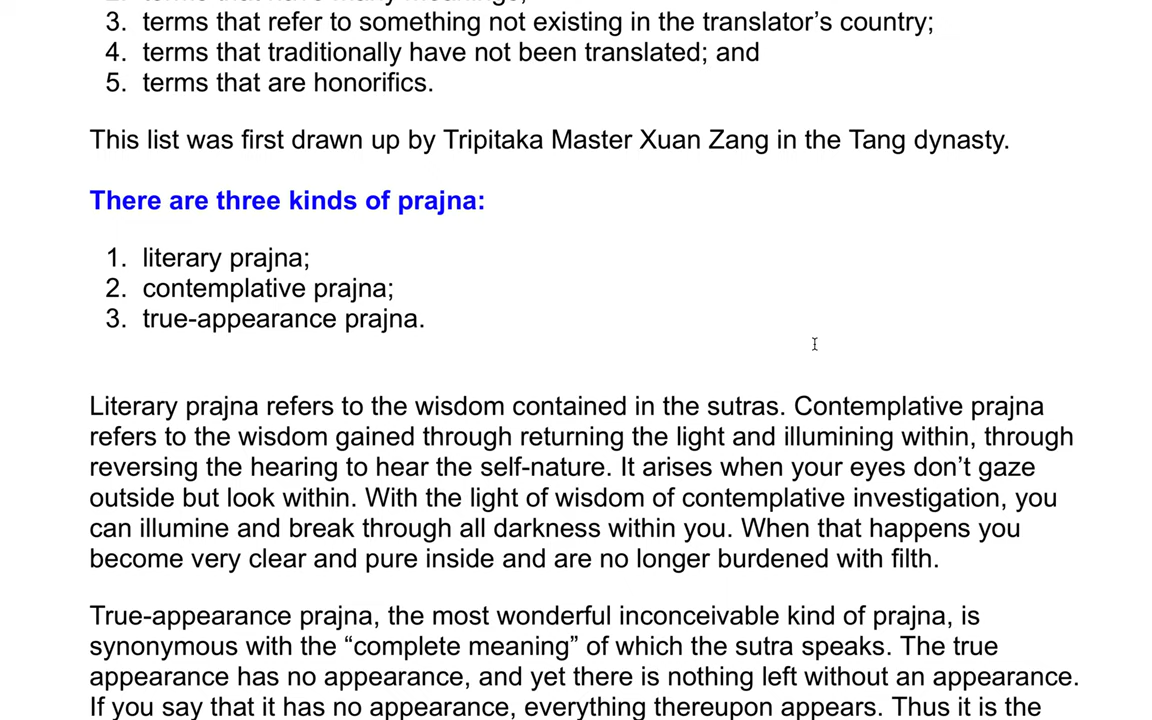 2. terms that have many meanings;
3. terms that refer to something not existing in the translator’s country;
4. terms that traditionally have not been translated; and
5. terms that are honorifics.
This list was first drawn up by Tripitaka Master Xuan Zang in the Tang dynasty.
There are three kinds of prajna:
1. literary prajna;
2. contemplative prajna;
3. true-appearance prajna.
Literary prajna refers to the wisdom contained in the sutras. Contemplative prajna
refers to the wisdom gained through returning the light and illumining within, through
reversing the hearing to hear the self-nature. It arises when your eyes don’t gaze
outside but look within. With the light of wisdom of contemplative investigation, you
can illumine and break through all darkness within you. When that happens you
become very clear and pure inside and are no longer burdened with filth.
True-appearance prajna, the most wonderful inconceivable kind of prajna, is
synonymous with the “complete meaning” of which the sutra speaks. The true
appearance has no appearance, and yet there is nothing left without an appearance.
If you say that it has no appearance, everything thereupon appears. Thus it is the